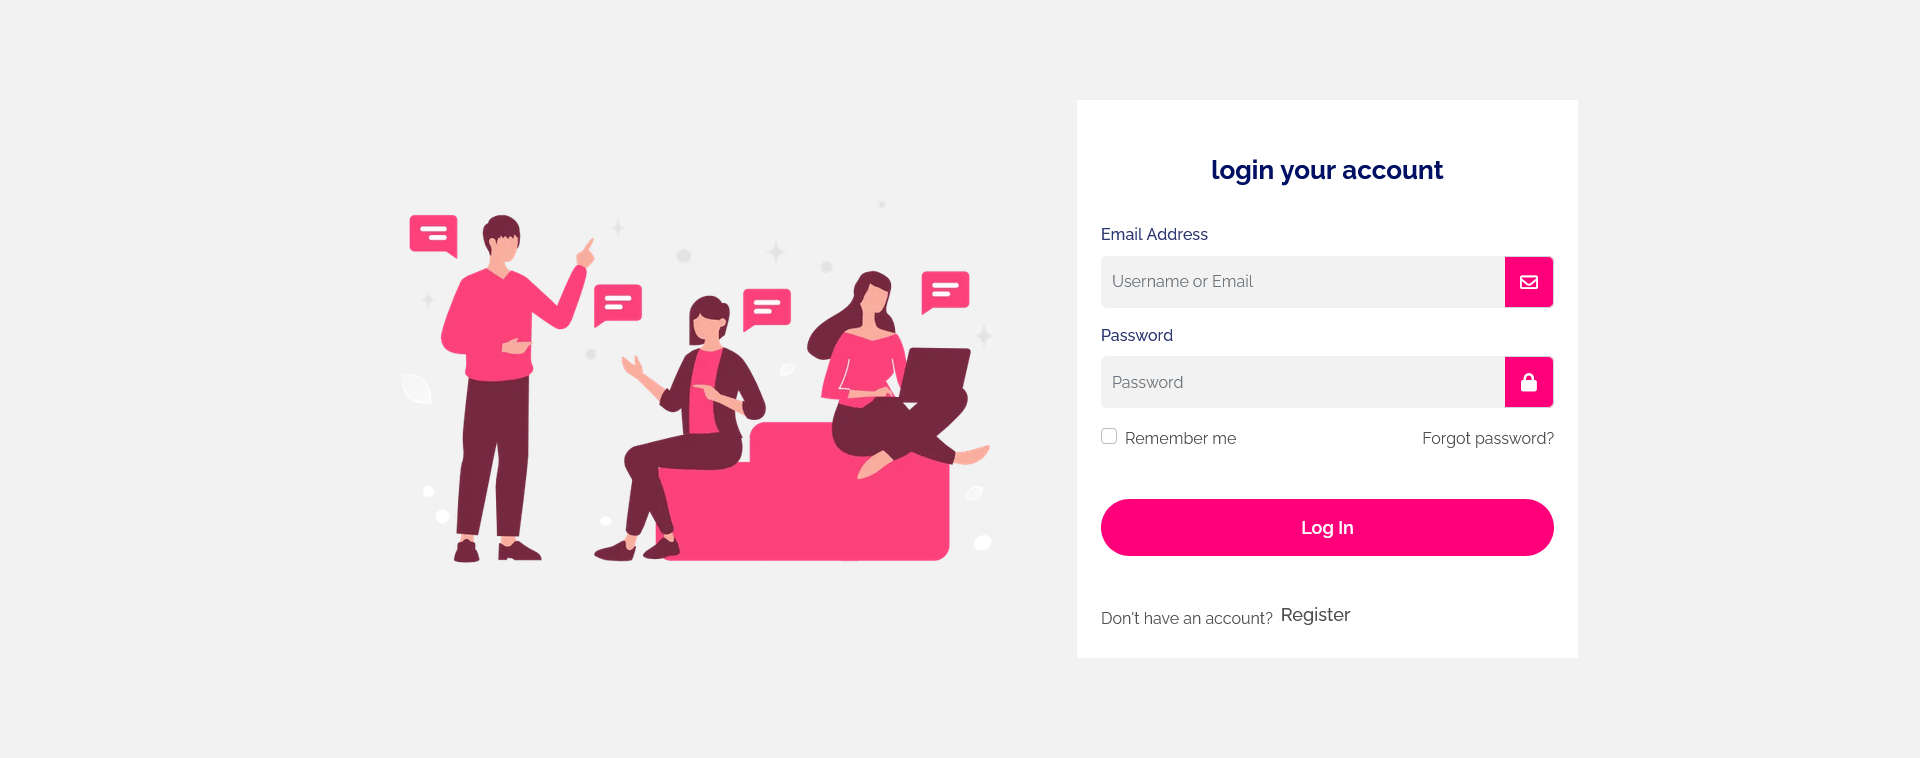 login your account
Email Address
Username or Email
Password
Password
Remember me Forgot password?
Log In
Don't have an account? Register